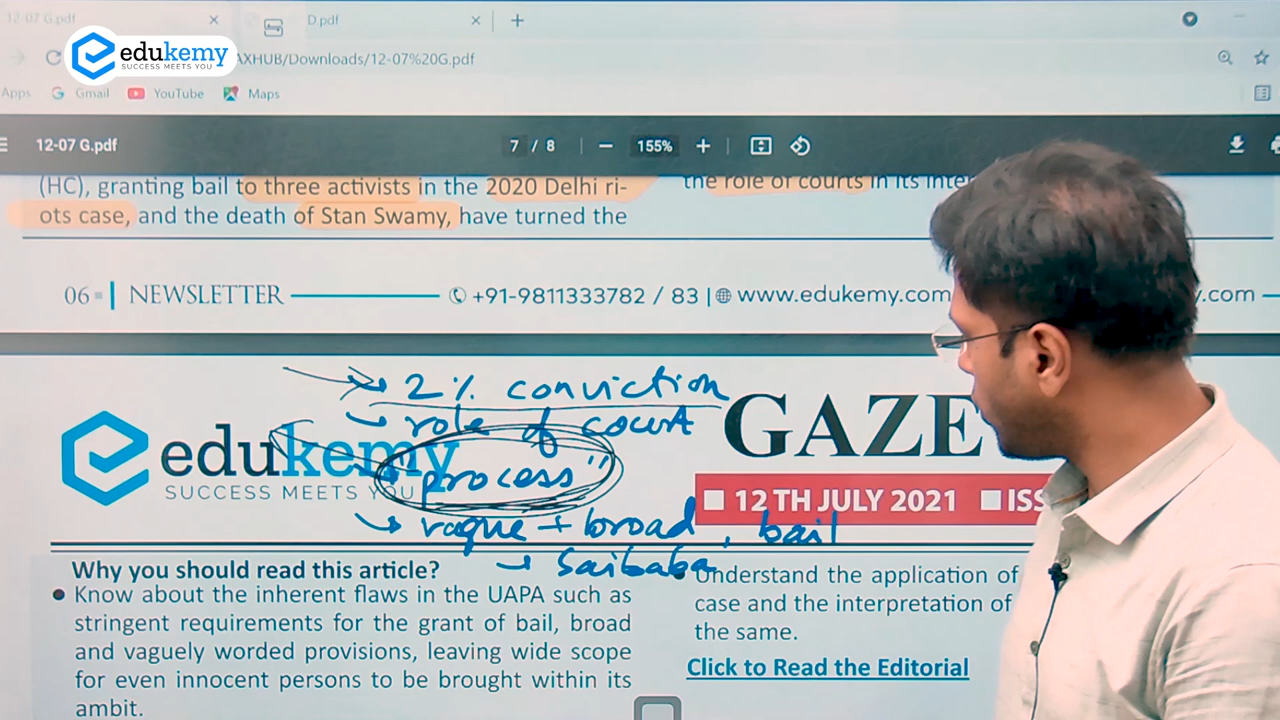 12-07 G.pdf
D.pdf
edukemy
SUCCESS MEETS YOU
AXHUB/Downloads/12-07%20G.pdf
Apps Gmail YouTube Maps
12-07 G.pdf 7 / 8 155%
(HC), granting bail to three activists in the 2020 Delhi ri-
ots case, and the death of Stan Swamy, have turned the
the role of courts in its
06 NEWSLETTER +91-9811333782 / 83 | www.edukemy.com
.com
2% conviction
role of court
"process"
vague + broad, bail
Saibaba
edukemy
SUCCESS MEETS YOU
GAZE
12 TH JULY 2021
Why you should read this article?
Know about the inherent flaws in the UAPA such as
stringent requirements for the grant of bail, broad
and vaguely worded provisions, leaving wide scope
for even innocent persons to be brought within its
ambit.
Understand the application of
case and the interpretation of
the same.
Click to Read the Editorial